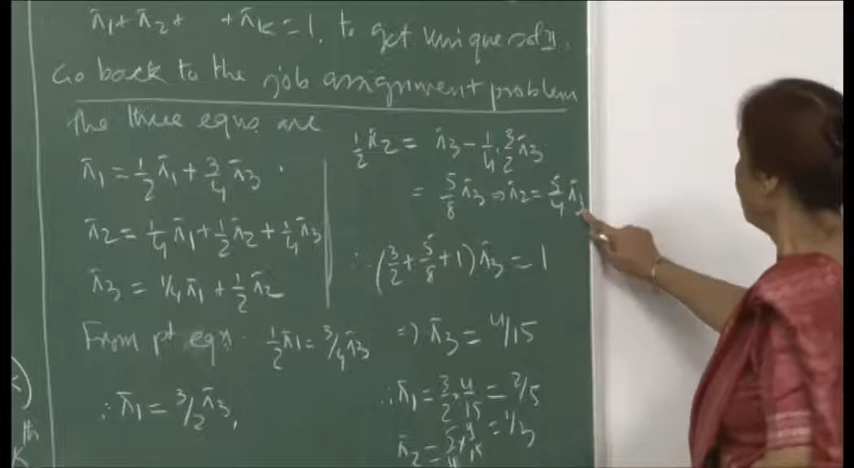 π̄₁ + π̄₂ + + π̄ₖ = 1, to get unique soln.
Go back to the job assignment problem
The three eqns. are
π̄₁ = 1/2 π̄₁ + 3/4 π̄₃
π̄₂ = 1/4 π̄₁ + 1/2 π̄₂ + 1/4 π̄₃
π̄₃ = 1/4 π̄₁ + 1/2 π̄₂
From pt eqn. 1/2 π̄₁ = 3/4 π̄₃
∴ π̄₁ = 3/2 π̄₃,
1/2 π̄₂ = π̄₃ - 1/4 . 3/2 π̄₃
= 5/8 π̄₃ ⇒ π̄₂ = 5/4 π̄₃
∴ (3/2 + 5/8 + 1) π̄₃ = 1
⇒ π̄₃ = 4/15
∴ π̄₁ = 3/2 . 4/15 = 2/5
π̄₂ = 5/4 × 4/15 = 1/3
th
K